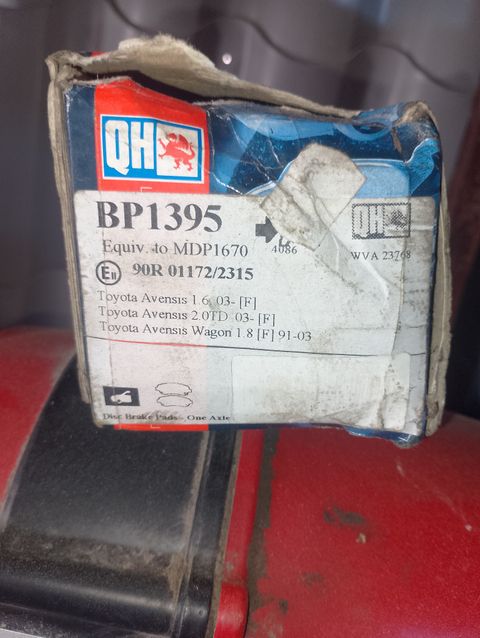 QH
BP1395
Equiv. to MDP1670
4086
QH
WVA 23768
E11 90R 01172/2315
Toyota Avensis 1.6 03- [F]
Toyota Avensis 2.0TD 03- [F]
Toyota Avensis Wagon 1.8 [F] 91-03
Disc Brake Pads - One Axle